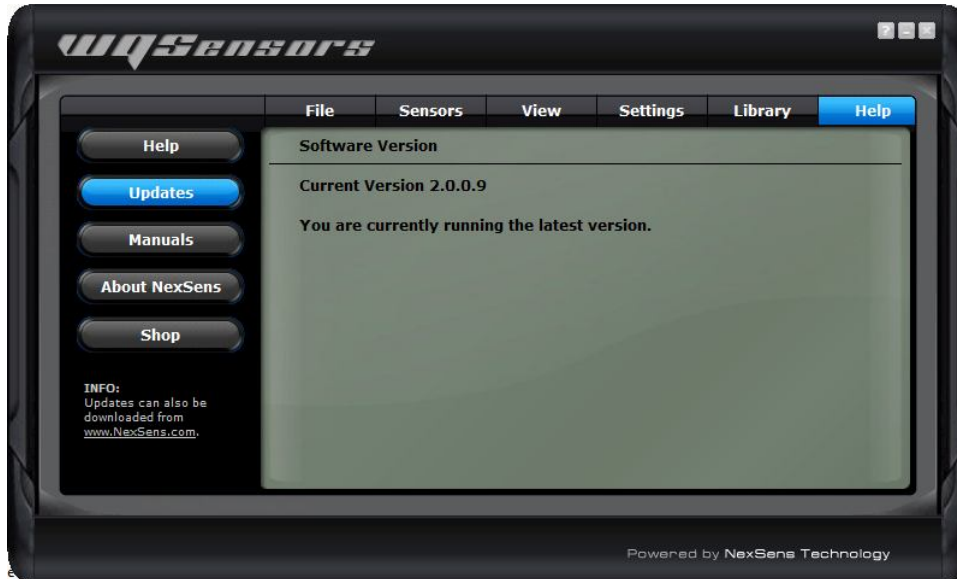 WQSensors
? - X
File Sensors View Settings Library Help
Help
Updates
Manuals
About NexSens
Shop
INFO:
Updates can also be
downloaded from
www.NexSens.com.
Software Version
Current Version 2.0.0.9
You are currently running the latest version.
Powered by NexSens Technology
e